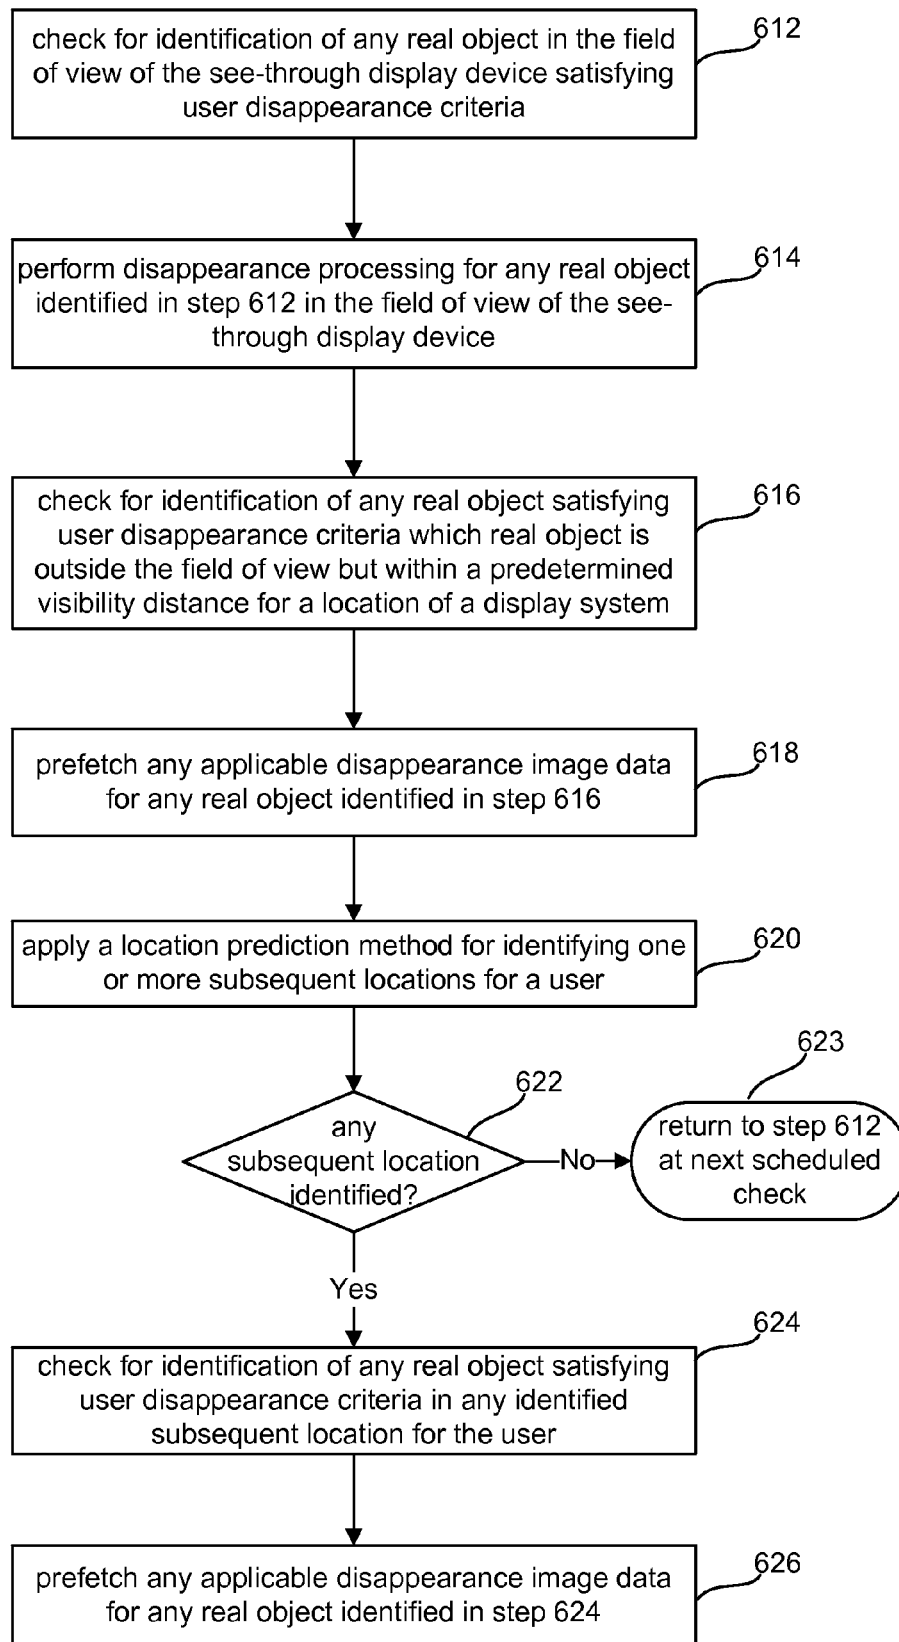 check for identification of any real object in the field
of view of the see-through display device satisfying
user disappearance criteria
612
perform disappearance processing for any real object
identified in step 612 in the field of view of the see-
through display device
614
check for identification of any real object satisfying
user disappearance criteria which real object is
outside the field of view but within a predetermined
visibility distance for a location of a display system
616
prefetch any applicable disappearance image data
for any real object identified in step 616
618
apply a location prediction method for identifying one
or more subsequent locations for a user
620
any
subsequent location
identified?
622
No
return to step 612
at next scheduled
check
623
Yes
check for identification of any real object satisfying
user disappearance criteria in any identified
subsequent location for the user
624
prefetch any applicable disappearance image data
for any real object identified in step 624
626